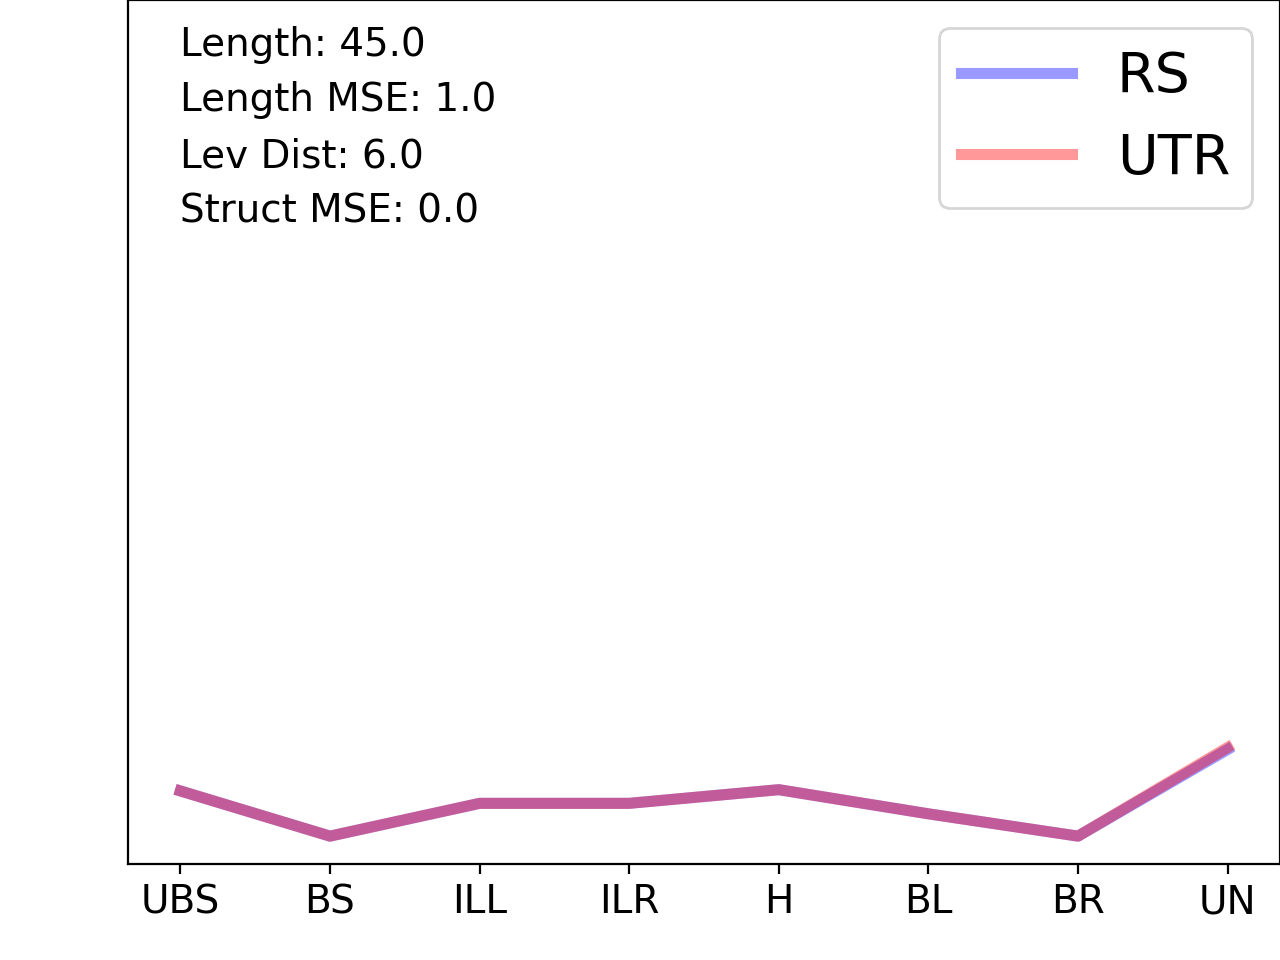 Length: 45.0
Length MSE: 1.0
Lev Dist: 6.0
Struct MSE: 0.0
RS
UTR
UBS BS ILL ILR H BL BR UN